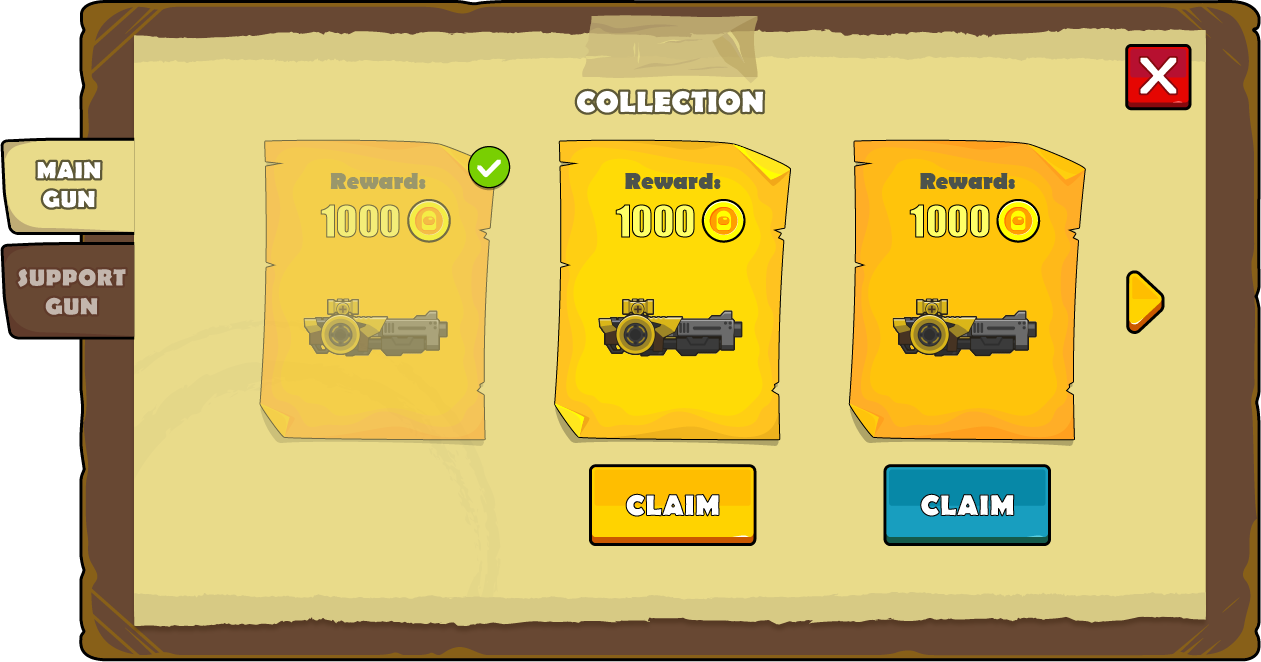 COLLECTION
MAIN
GUN
SUPPORT
GUN
Reward:
1000
Reward:
1000
Reward:
1000
CLAIM
CLAIM